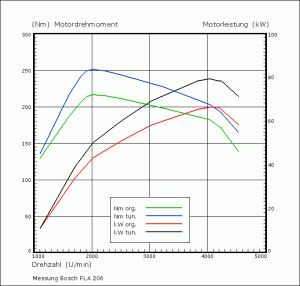 (Nm) Motordrehmoment Motorleistung (kW)
300 100
250 80
200
60
150
40
100
50 20
0 0
Nm org.
Nm tun.
kW org.
kW tun.
1000 2000 3000 4000 5000
Drehzahl (U/min)
Messung Bosch FLA 206